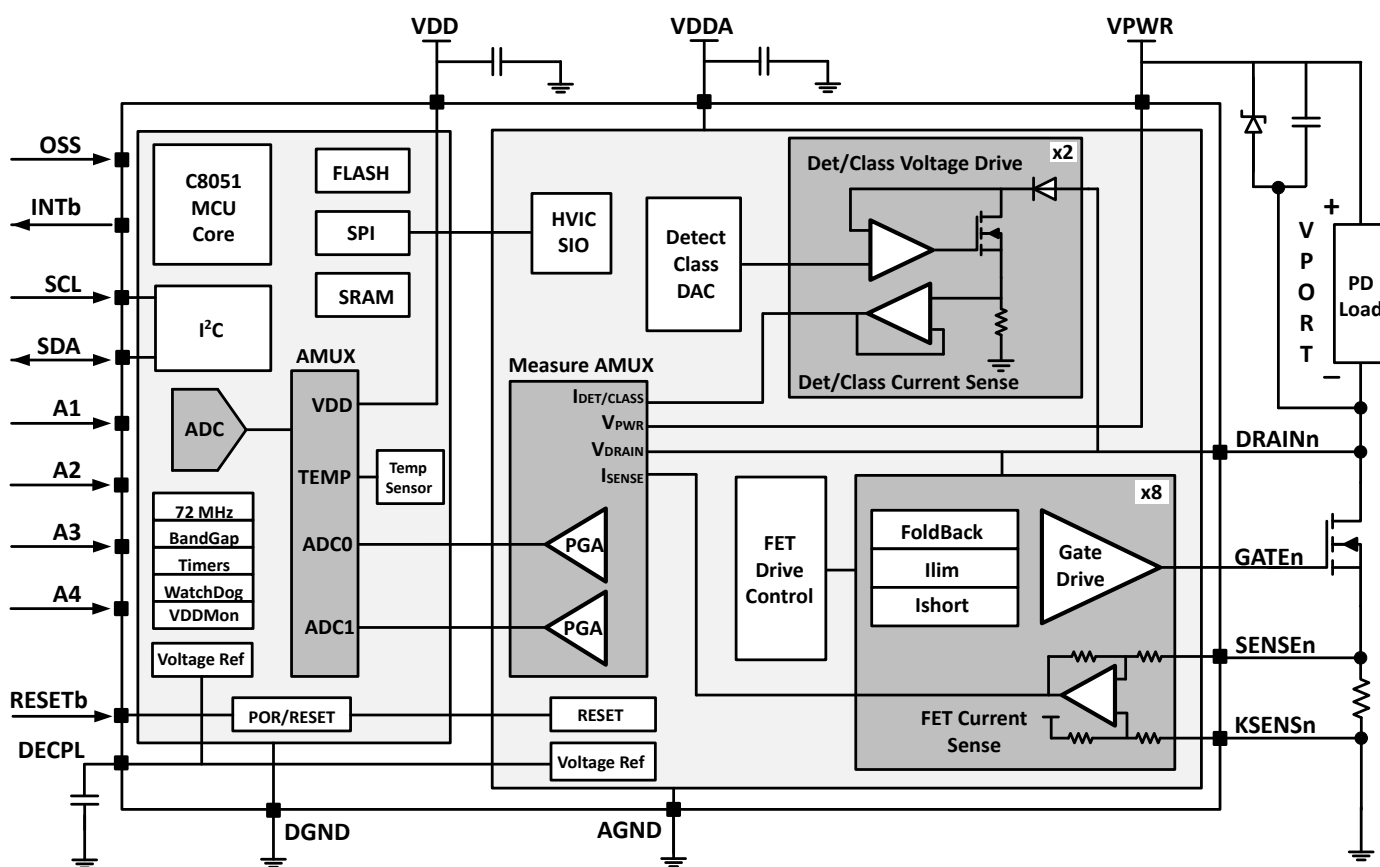 VDD
VDDA
VPWR
OSS
INTb
SCL
SDA
A1
A2
A3
A4
RESETb
DECPL
C8051
MCU
Core
FLASH
SPI
SRAM
I²C
AMUX
ADC
VDD
TEMP
ADC0
ADC1
Temp
Sensor
72 MHz
BandGap
Timers
WatchDog
VDDMon
Voltage Ref
POR/RESET
DGND
HVIC
SIO
Detect
Class
DAC
x2
Det/Class Voltage Drive
Det/Class Current Sense
Measure AMUX
IDET/CLASS
VPWR
VDRAIN
ISENSE
PGA
PGA
RESET
Voltage Ref
AGND
FET
Drive
Control
x8
FoldBack
Ilim
Ishort
Gate
Drive
FET Current
Sense
+
VPORT
−
PD
Load
DRAINn
GATEn
SENSEn
KSENSn